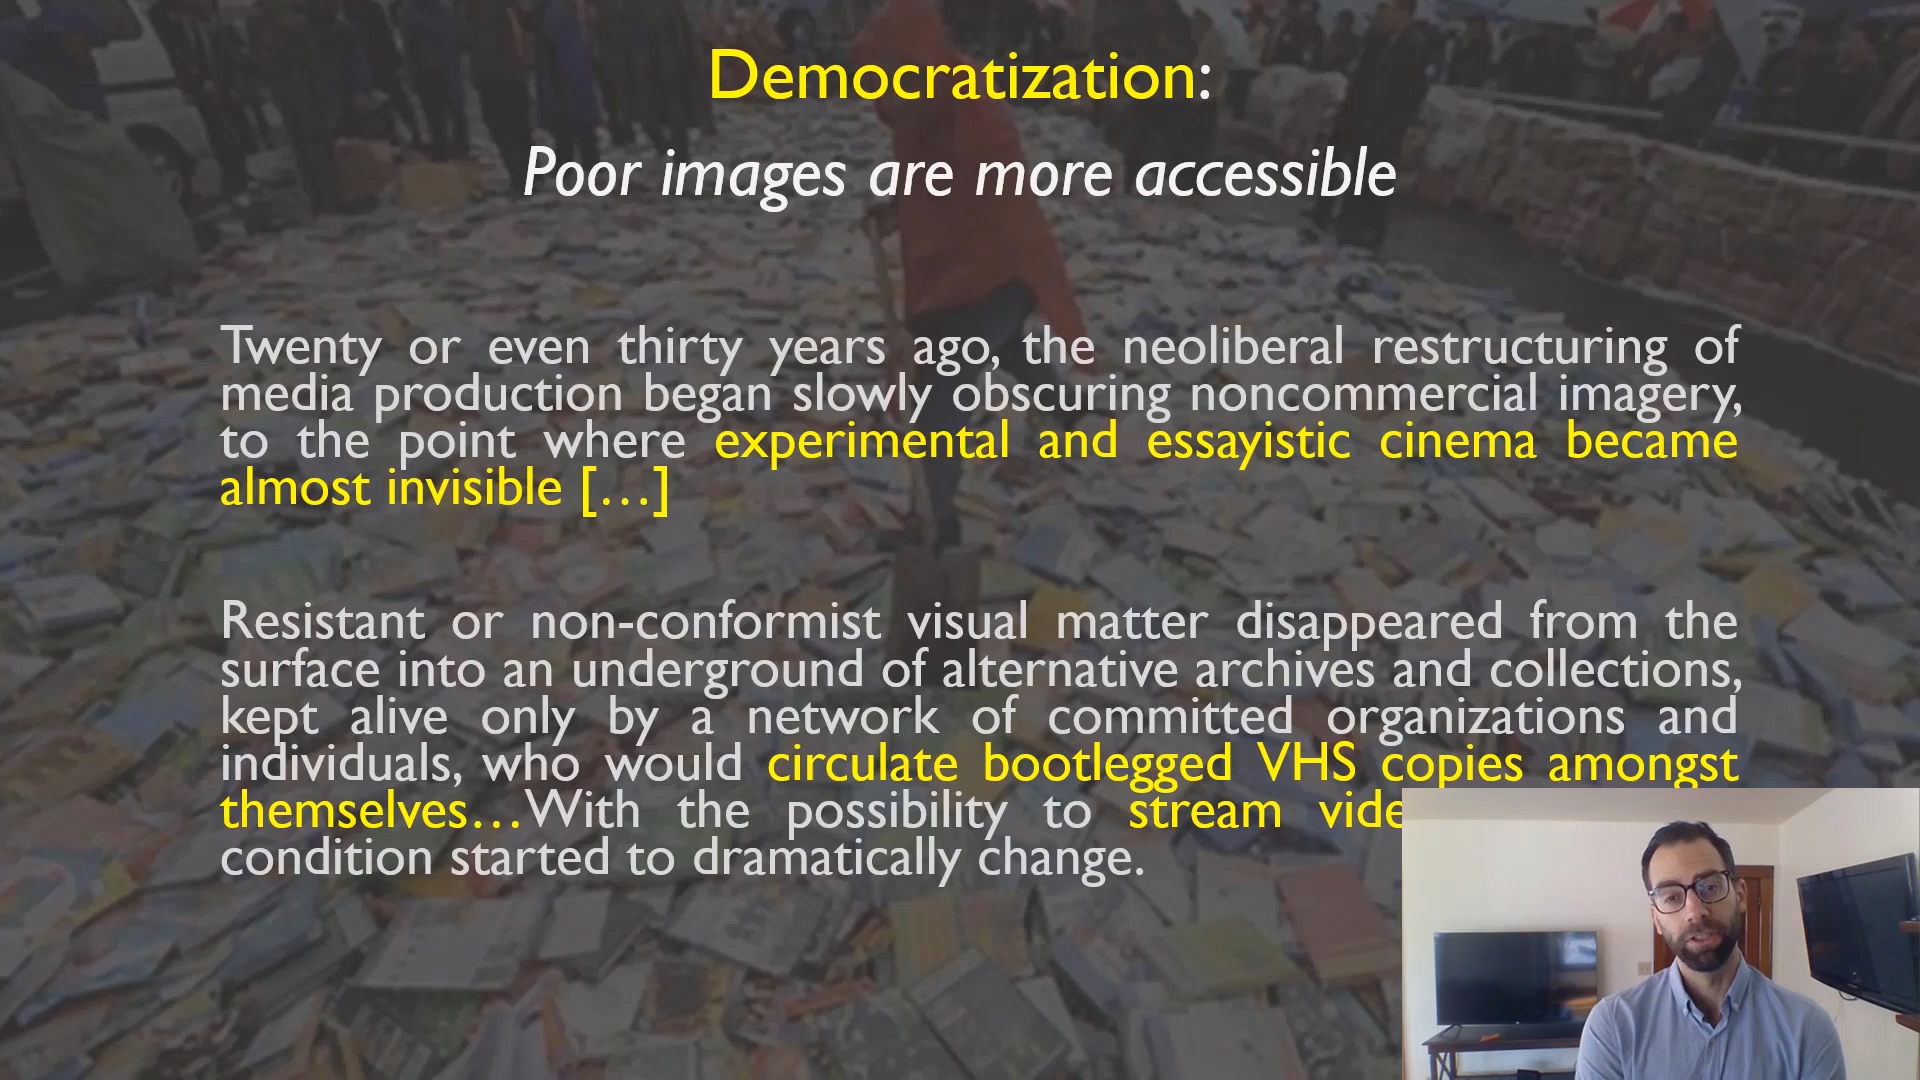 Democratization:
Poor images are more accessible
Twenty or even thirty years ago, the neoliberal restructuring of
media production began slowly obscuring noncommercial imagery,
to the point where experimental and essayistic cinema became
almost invisible […]
Resistant or non-conformist visual matter disappeared from the
surface into an underground of alternative archives and collections,
kept alive only by a network of committed organizations and
individuals, who would circulate bootlegged VHS copies amongst
themselves…With the possibility to stream vide
condition started to dramatically change.